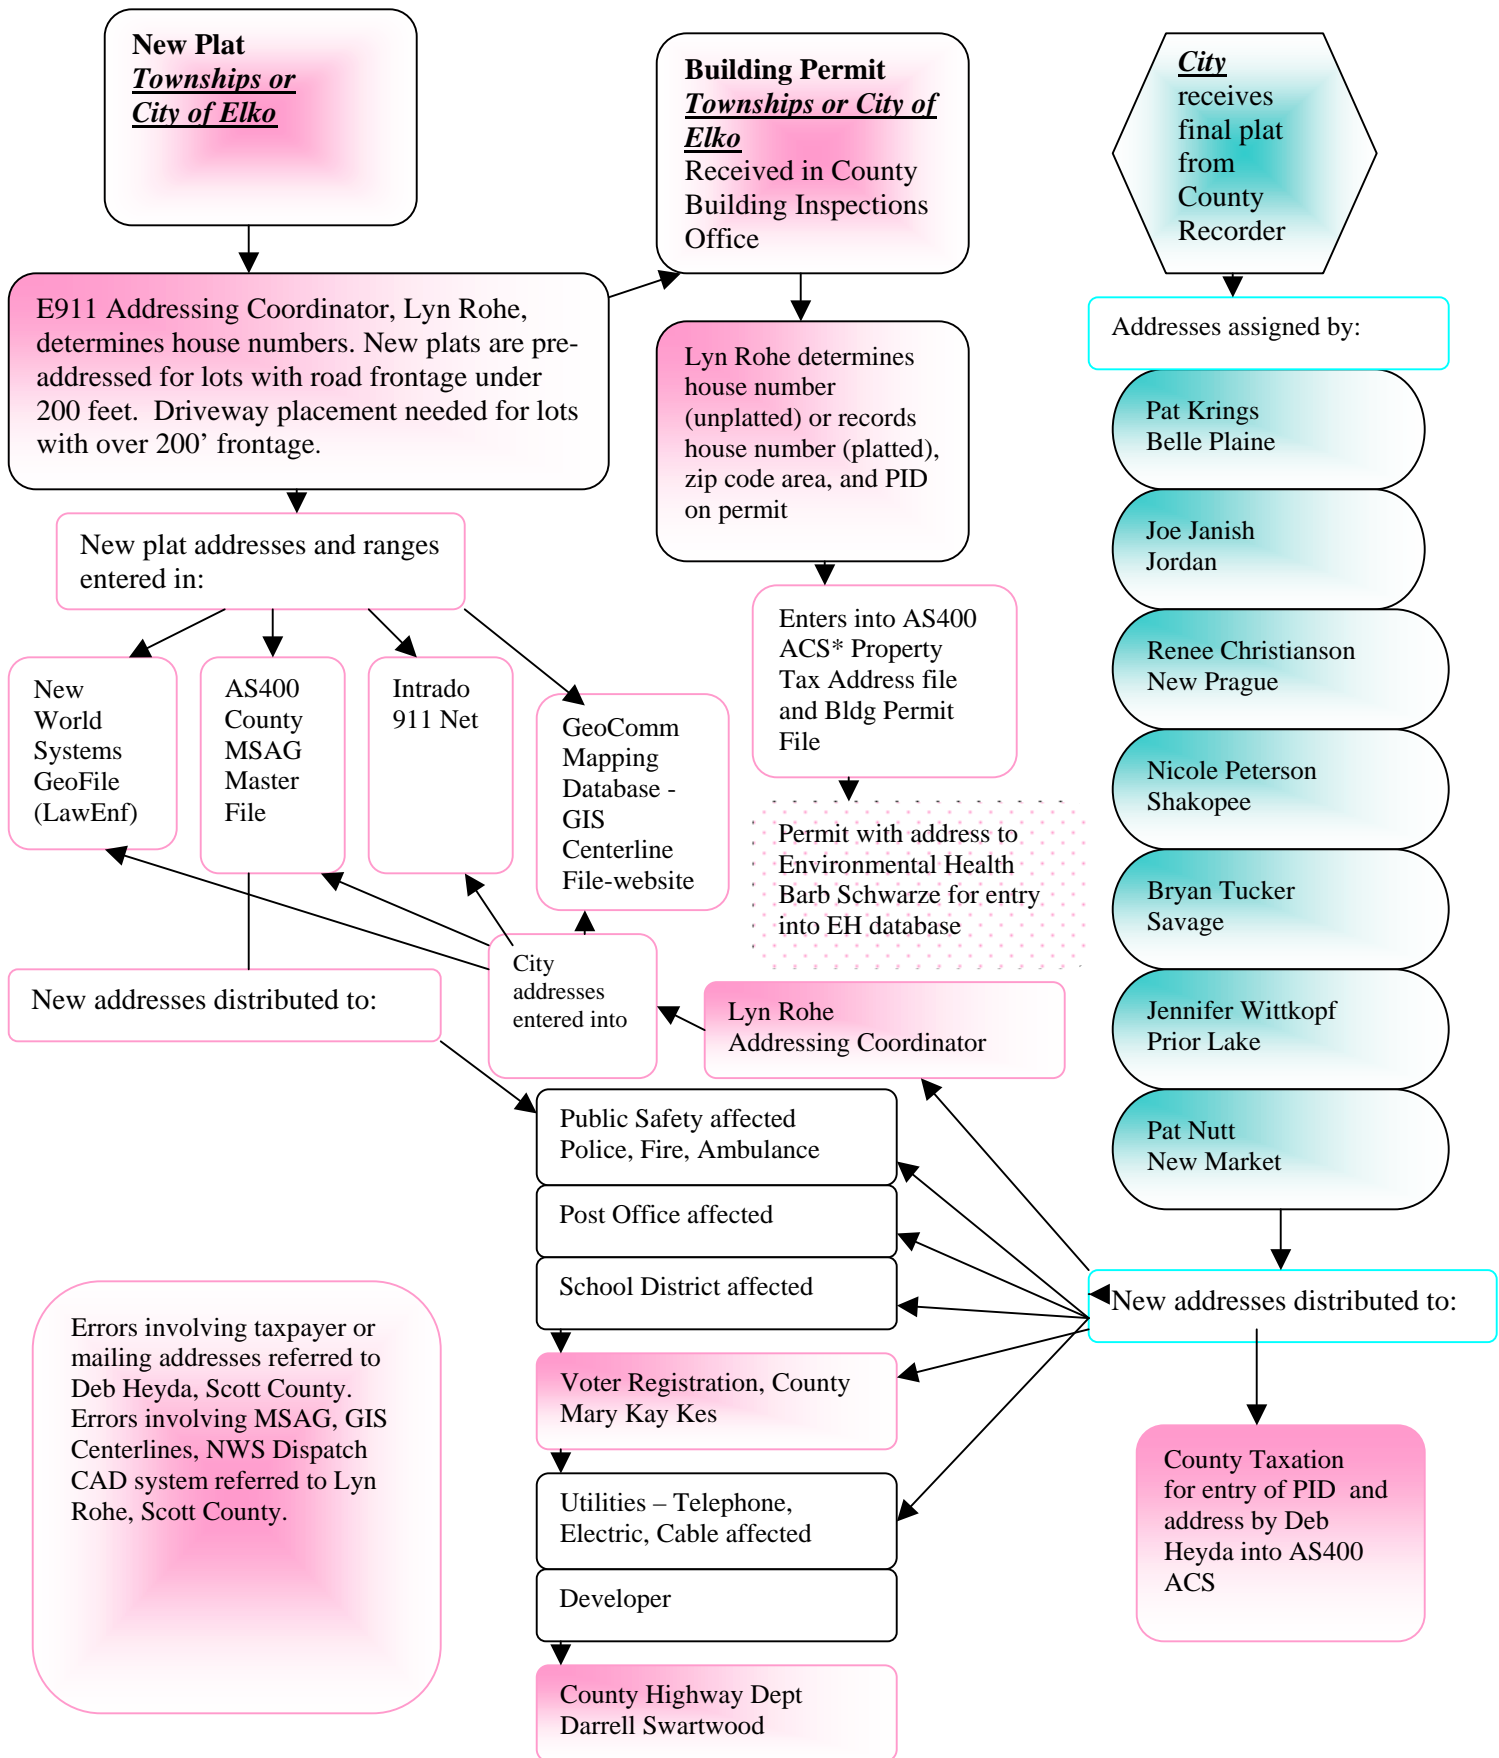 New Plat
Townships or
City of Elko
Building Permit
Townships or City of
Elko
Received in County
Building Inspections
Office
City
receives
final plat
from
County
Recorder
E911 Addressing Coordinator, Lyn Rohe,
determines house numbers. New plats are pre-
addressed for lots with road frontage under
200 feet.  Driveway placement needed for lots
with over 200’ frontage.
Lyn Rohe determines
house number
(unplatted) or records
house number (platted),
zip code area, and PID
on permit
Addresses assigned by:
Pat Krings
Belle Plaine
Joe Janish
Jordan
Renee Christianson
New Prague
Nicole Peterson
Shakopee
Bryan Tucker
Savage
Jennifer Wittkopf
Prior Lake
Pat Nutt
New Market
New plat addresses and ranges
entered in:
New
World
Systems
GeoFile
(LawEnf)
AS400
County
MSAG
Master
File
Intrado
911 Net
GeoComm
Mapping
Database -
GIS
Centerline
File-website
Enters into AS400
ACS* Property
Tax Address file
and Bldg Permit
File
Permit with address to
Environmental Health
Barb Schwarze for entry
into EH database
New addresses distributed to:
City
addresses
entered into
Lyn Rohe
Addressing Coordinator
Public Safety affected
Police, Fire, Ambulance
Post Office affected
School District affected
Voter Registration, County
Mary Kay Kes
Utilities – Telephone,
Electric, Cable affected
Developer
County Highway Dept
Darrell Swartwood
New addresses distributed to:
County Taxation
for entry of PID  and
address by Deb
Heyda into AS400
ACS
Errors involving taxpayer or
mailing addresses referred to
Deb Heyda, Scott County.
Errors involving MSAG, GIS
Centerlines, NWS Dispatch
CAD system referred to Lyn
Rohe, Scott County.